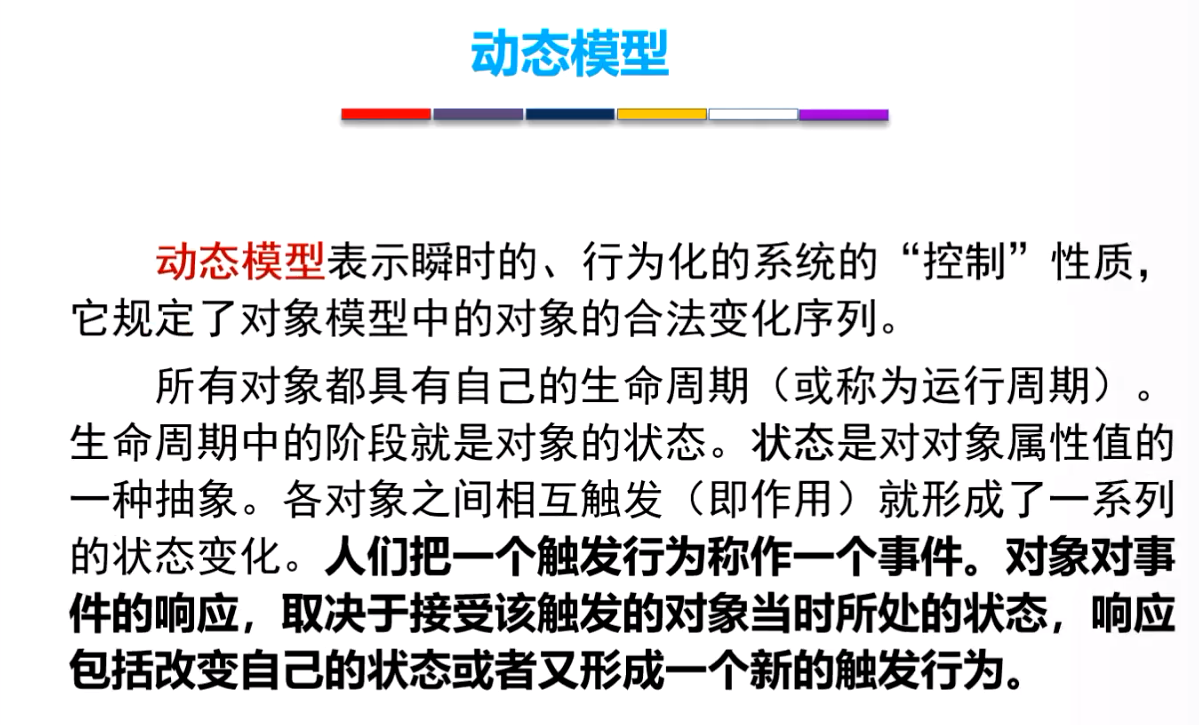 动态模型
动态模型表示瞬时的、行为化的系统的“控制”性质，
它规定了对象模型中的对象的合法变化序列。
所有对象都具有自己的生命周期（或称为运行周期）。
生命周期中的阶段就是对象的状态。状态是对对象属性值的
一种抽象。各对象之间相互触发（即作用）就形成了一系列
的状态变化。人们把一个触发行为称作一个事件。对象对事
件的响应，取决于接受该触发的对象当时所处的状态，响应
包括改变自己的状态或者又形成一个新的触发行为。